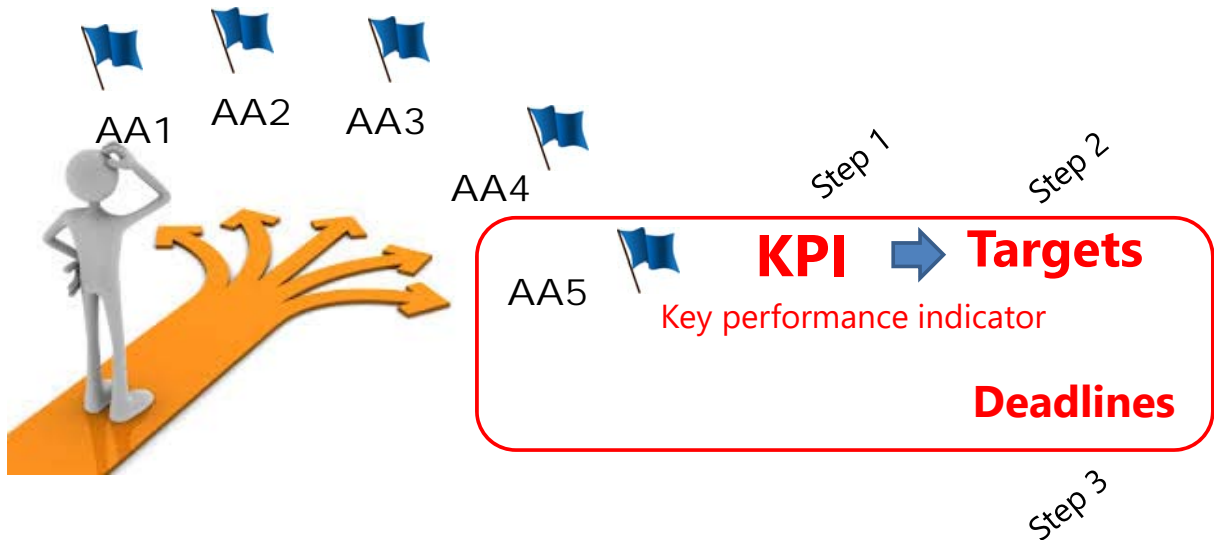 AA1
AA2
AA3
AA4
Step 1
Step 2
AA5
KPI
Targets
Key performance indicator
Deadlines
Step 3